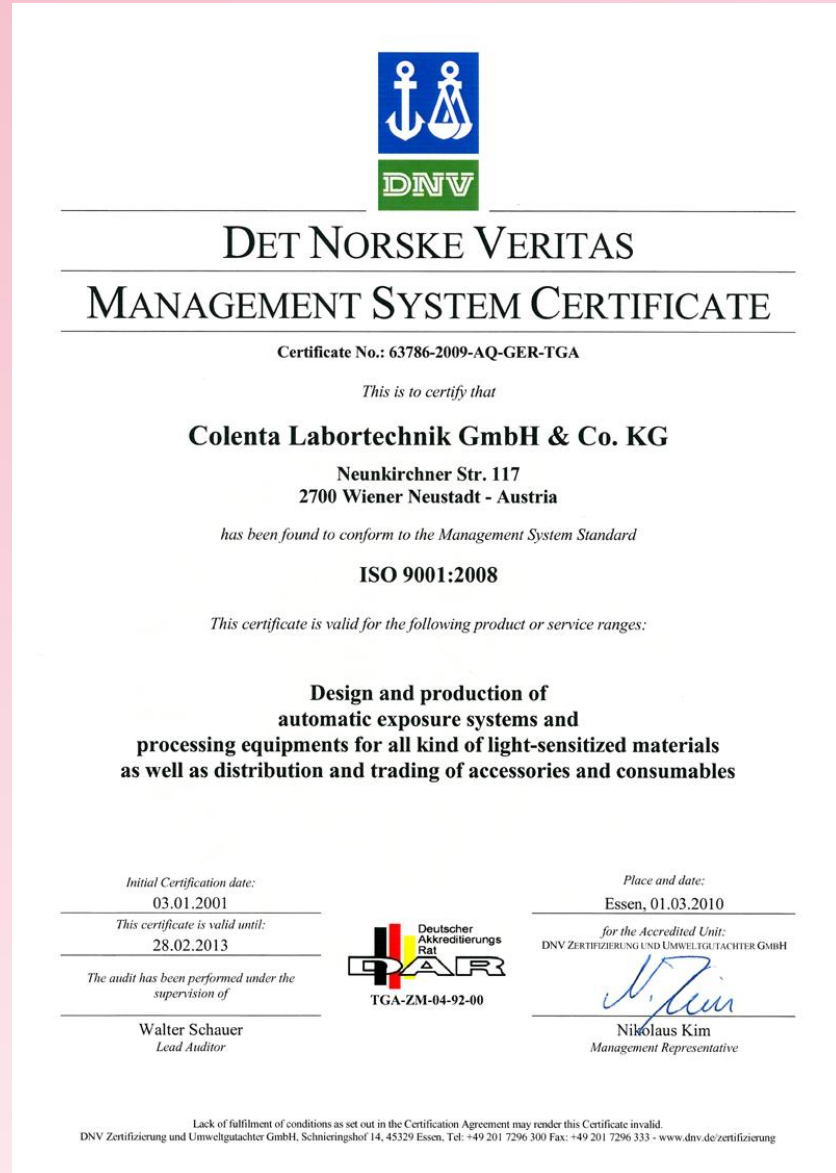 DNV
DET NORSKE VERITAS
MANAGEMENT SYSTEM CERTIFICATE
Certificate No.: 63786-2009-AQ-GER-TGA
This is to certify that
Colenta Labortechnik GmbH & Co. KG
Neunkirchner Str. 117
2700 Wiener Neustadt - Austria
has been found to conform to the Management System Standard
ISO 9001:2008
This certificate is valid for the following product or service ranges:
Design and production of
automatic exposure systems and
processing equipments for all kind of light-sensitized materials
as well as distribution and trading of accessories and consumables
Initial Certification date:
03.01.2001
This certificate is valid until:
28.02.2013
The audit has been performed under the
supervision of
Walter Schauer
Lead Auditor
Deutscher
Akkreditierungs
Rat
DAR
TGA-ZM-04-92-00
Place and date:
Essen, 01.03.2010
for the Accredited Unit:
DNV ZERTIFIZIERUNG UND UMWELTGUTACHTER GMBH
N. Kim
Nikolaus Kim
Management Representative
Lack of fulfilment of conditions as set out in the Certification Agreement may render this Certificate invalid.
DNV Zertifizierung und Umweltgutachter GmbH, Schnieringshof 14, 45329 Essen, Tel: +49 201 7296 300 Fax: +49 201 7296 333 - www.dnv.de/zertifizierung